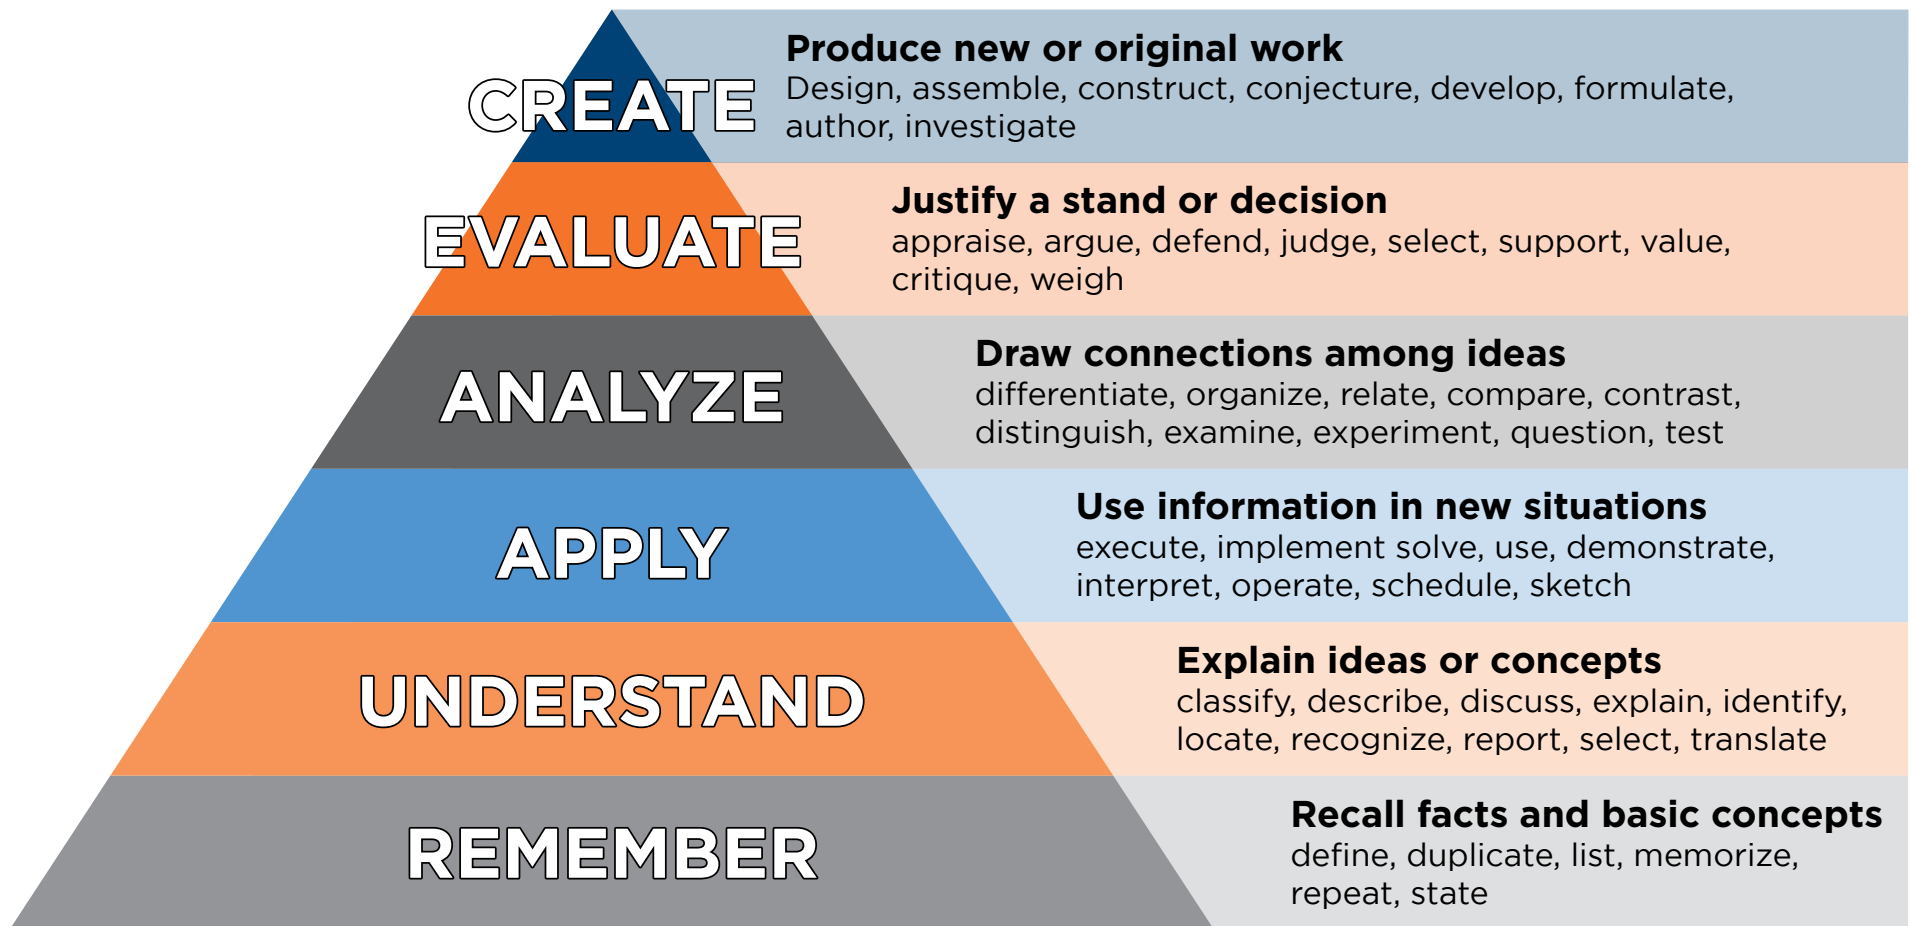 CREATE
Produce new or original work
Design, assemble, construct, conjecture, develop, formulate,
author, investigate
EVALUATE
Justify a stand or decision
appraise, argue, defend, judge, select, support, value,
critique, weigh
ANALYZE
Draw connections among ideas
differentiate, organize, relate, compare, contrast,
distinguish, examine, experiment, question, test
APPLY
Use information in new situations
execute, implement solve, use, demonstrate,
interpret, operate, schedule, sketch
UNDERSTAND
Explain ideas or concepts
classify, describe, discuss, explain, identify,
locate, recognize, report, select, translate
REMEMBER
Recall facts and basic concepts
define, duplicate, list, memorize,
repeat, state